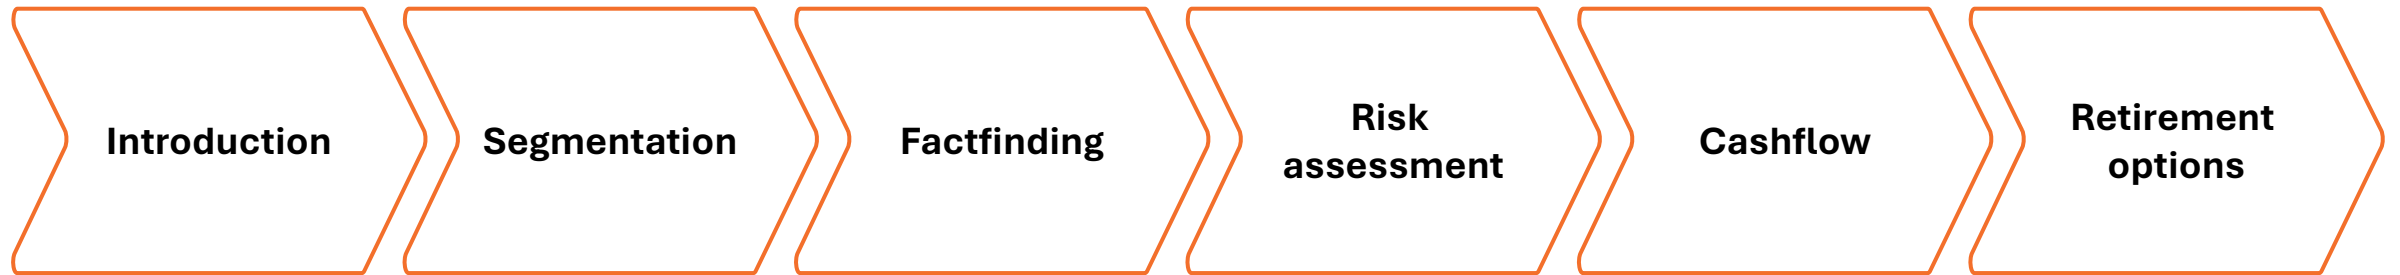 Introduction
Segmentation
Factfinding
Risk
assessment
Cashflow
Retirement
options